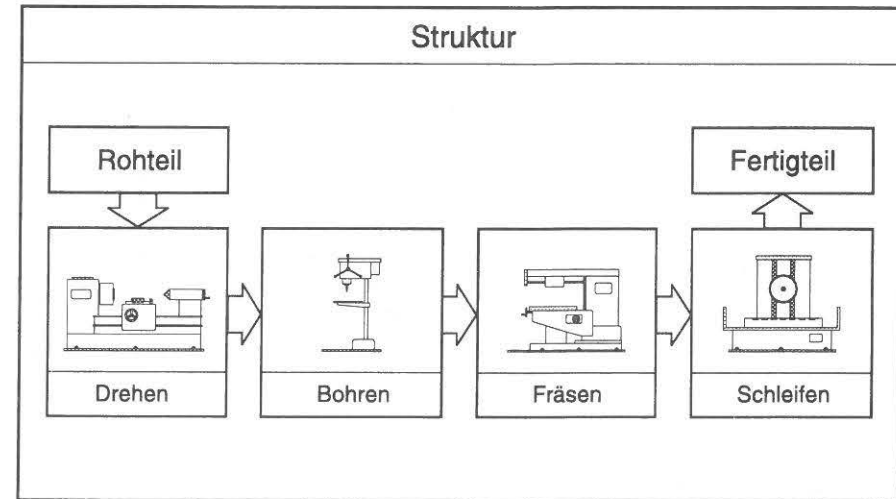 Struktur
Rohteil
Fertigteil
Drehen
Bohren
Fräsen
Schleifen